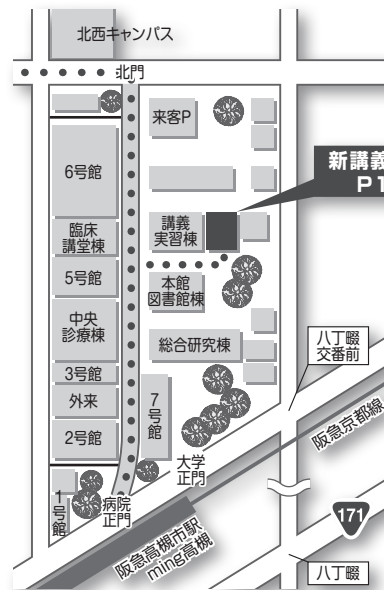 北西キャンパス
北門
来客P
新講義
P1
6号館
臨床
講堂棟
講義
実習棟
5号館
本館
図書館棟
中央
診療棟
総合研究棟
八丁畷
交番前
3号館
外来
7号館
2号館
大学
正門
阪急京都線
1号館
病院
正門
171
阪急高槻市駅
ming高槻
八丁畷